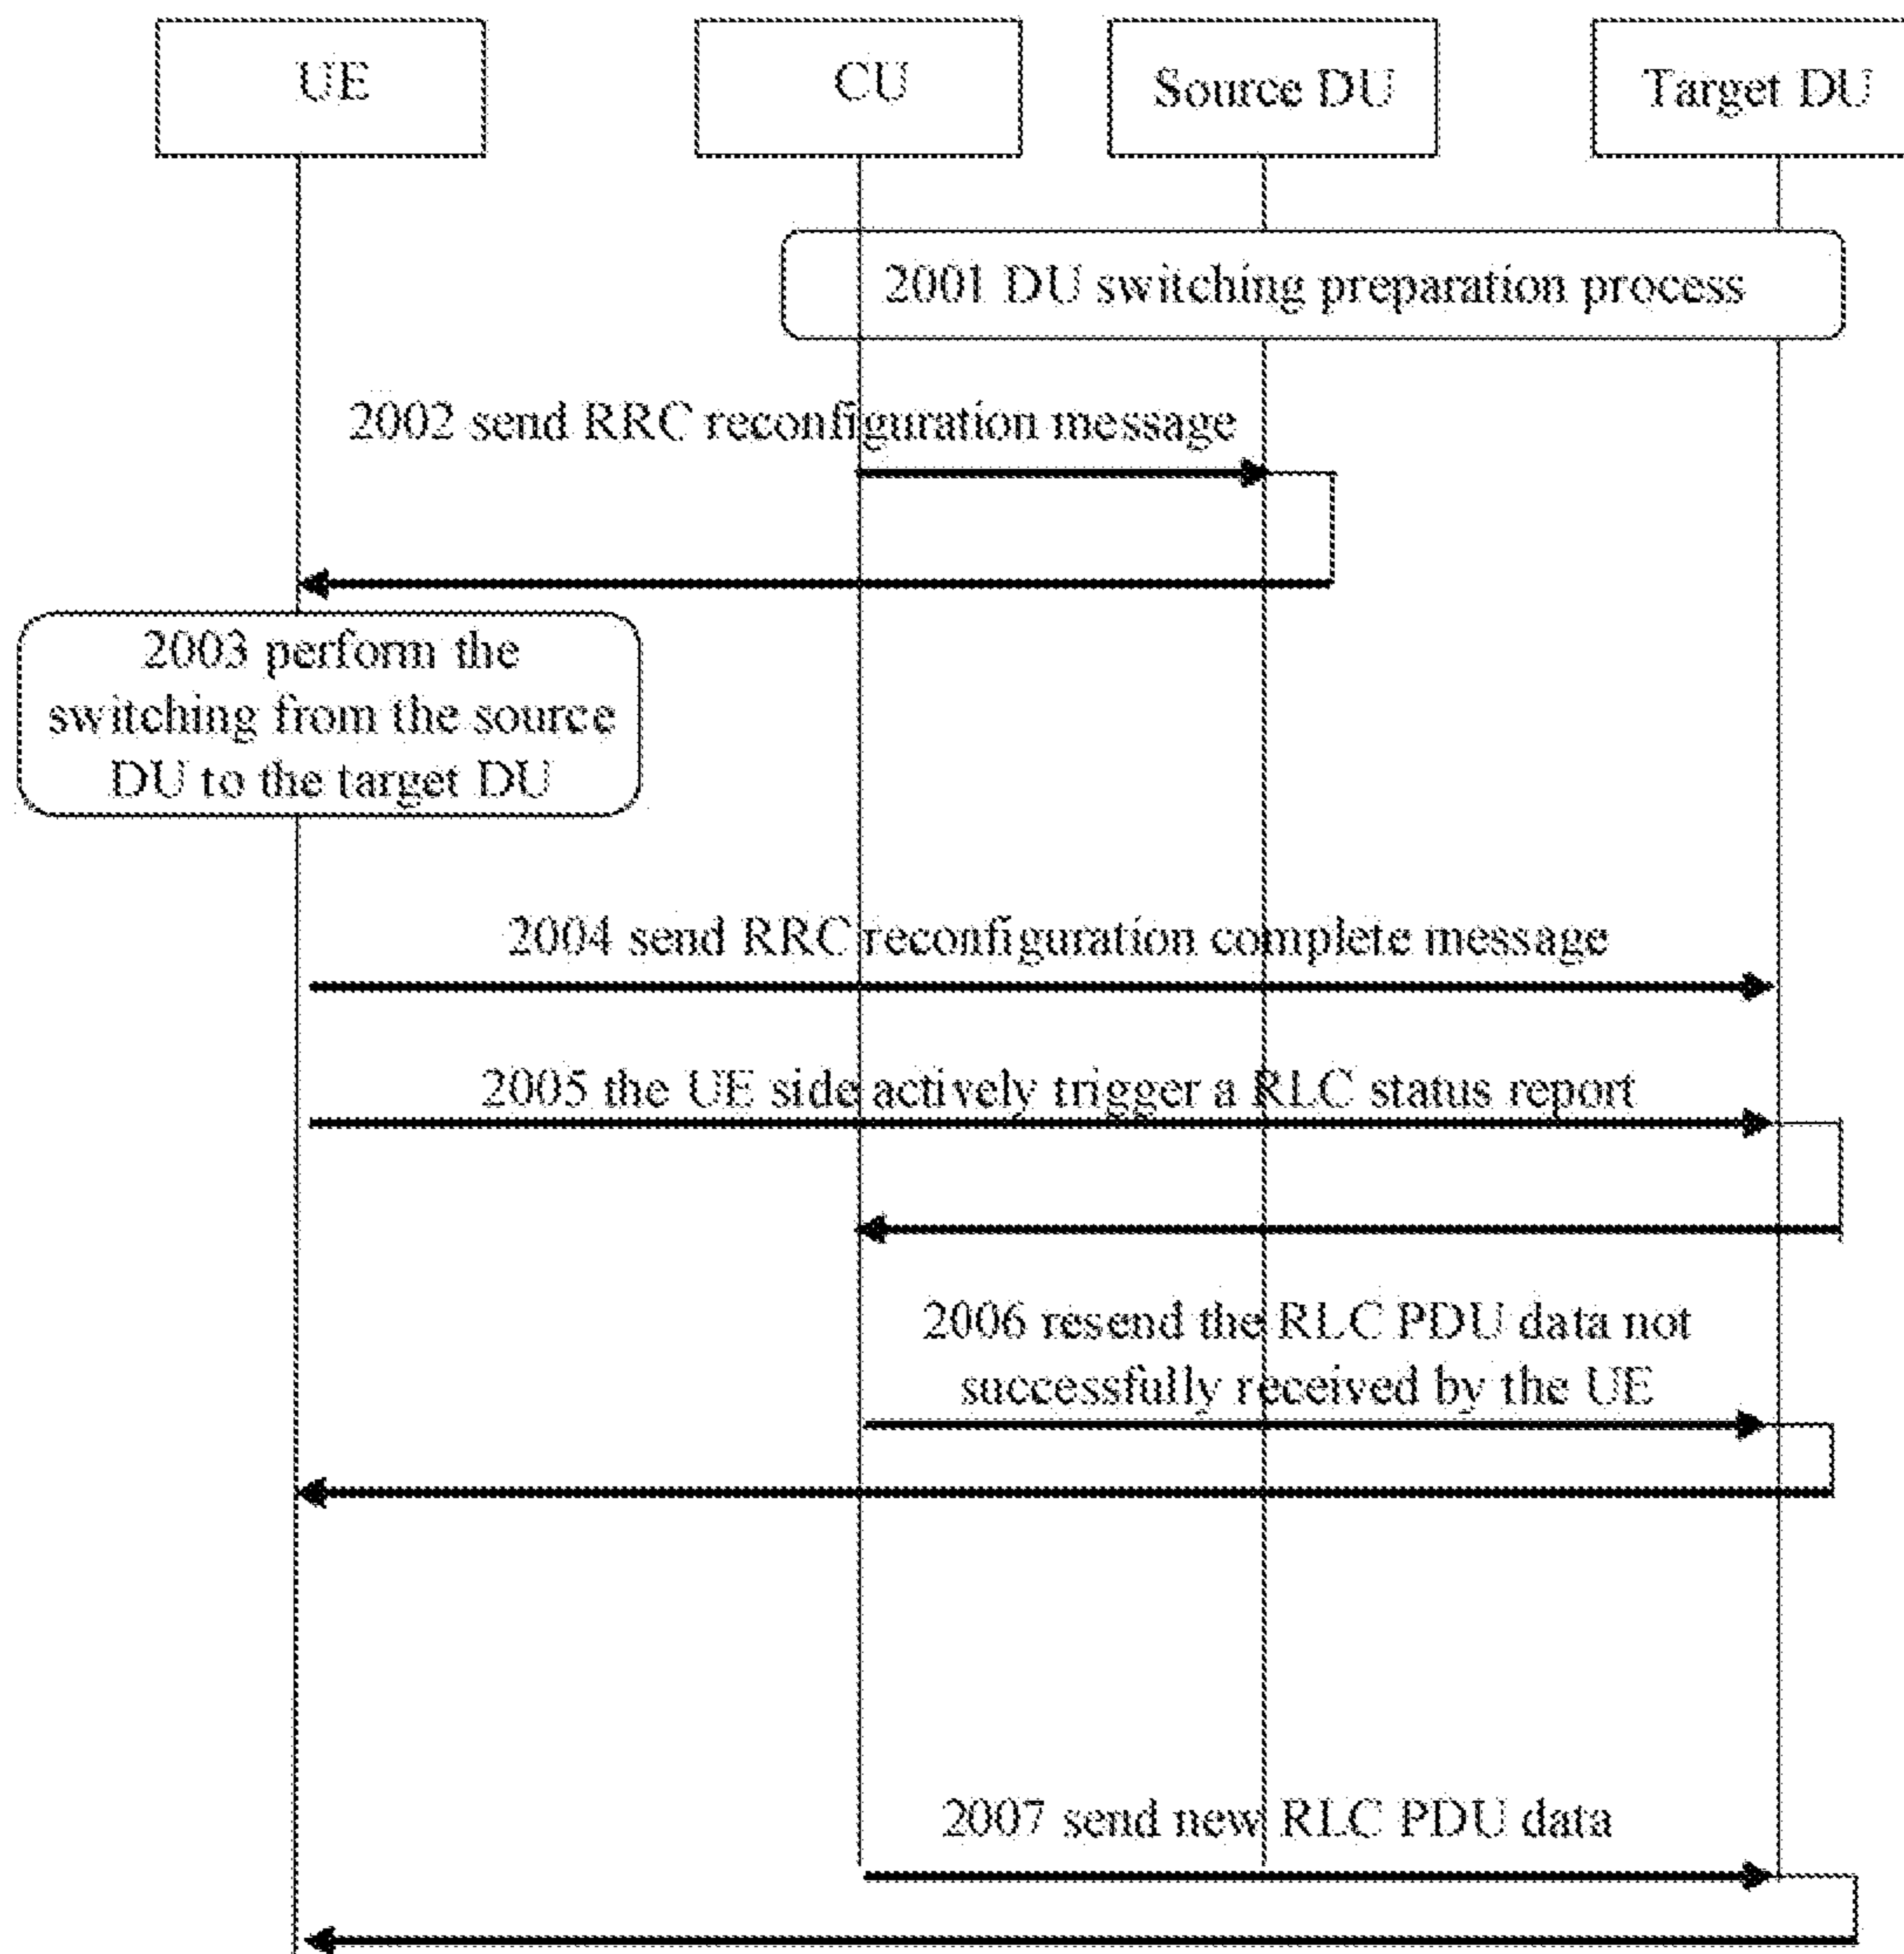 UE
CU
Source DU
Target DU
2001 DU switching preparation process
2002 send RRC reconfiguration message
2003 perform the
switching from the source
DU to the target DU
2004 send RRC reconfiguration complete message
2005 the UE side actively trigger a RLC status report
2006 resend the RLC PDU data not
successfully received by the UE
2007 send new RLC PDU data